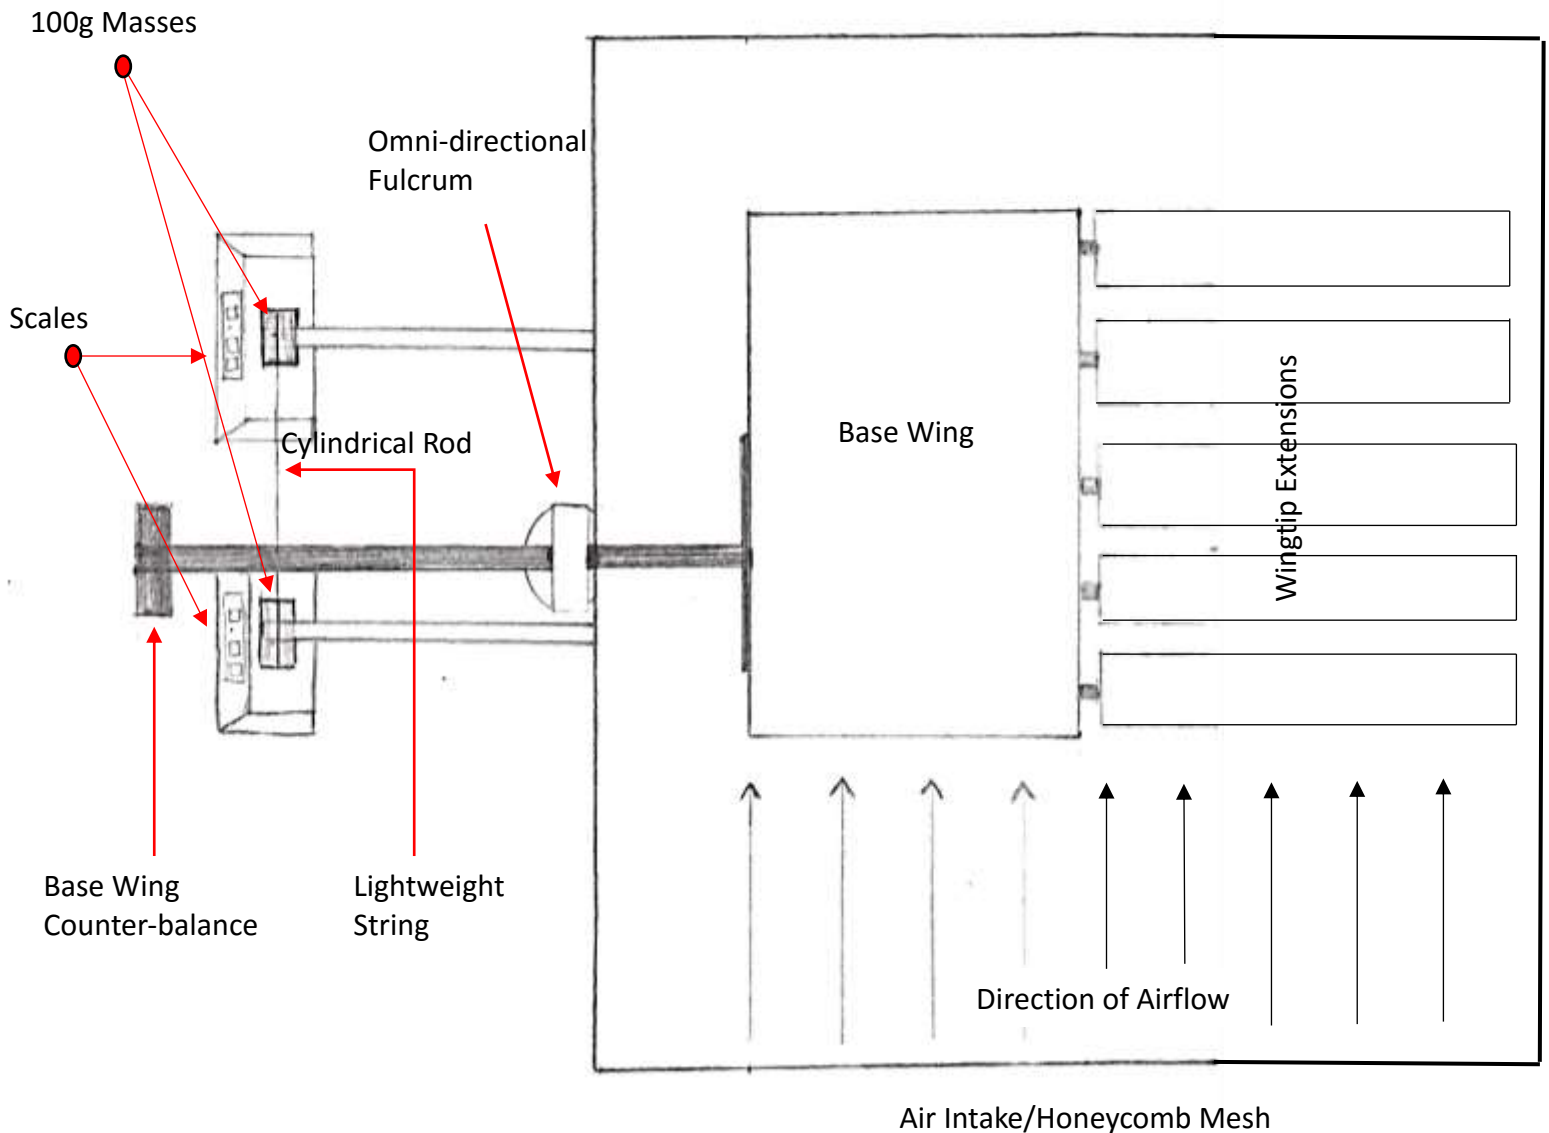 100g Masses
Omni-directional
Fulcrum
Scales
Cylindrical Rod
Base Wing
Wingtip Extensions
Base Wing
Counter-balance
Lightweight
String
Direction of Airflow
Air Intake/Honeycomb Mesh